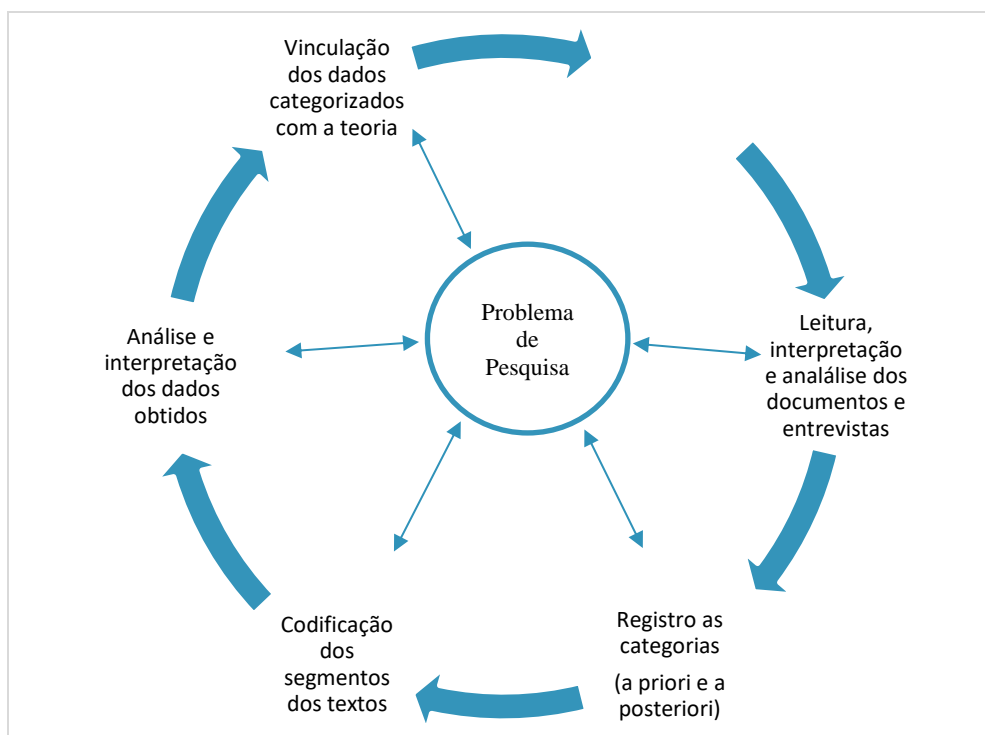 Vinculação
dos dados
categorizados
com a teoria
Problema
de
Pesquisa
Leitura,
interpretação
e analálise dos
documentos e
entrevistas
Registro as
categorias
(a priori e a
posteriori)
Codificação
dos
segmentos
dos textos
Análise e
interpretação
dos dados
obtidos